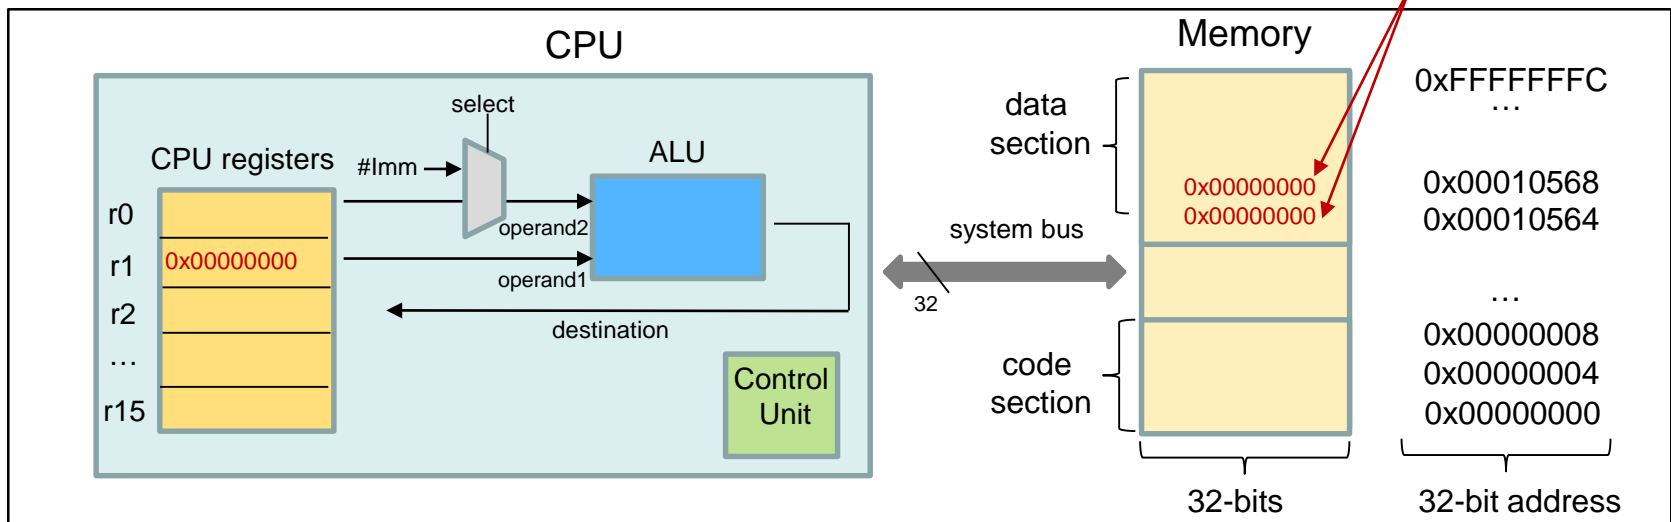 CPU
Memory
select
#Imm
CPU registers
ALU
operand2
operand1
destination
r0
r1
0x00000000
r2
...
r15
Control
Unit
system bus
32
data
section
0x00000000
0x00000000
code
section
32-bits
0xFFFFFFFC
...
0x00010568
0x00010564
...
0x00000008
0x00000004
0x00000000
32-bit address